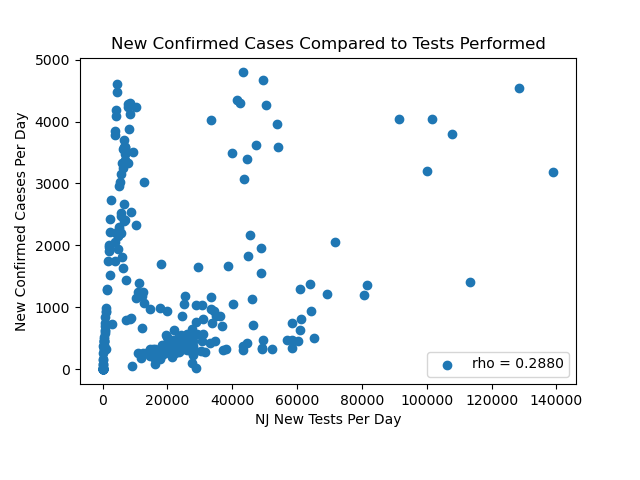 New Confirmed Cases Compared to Tests Performed
New Confirmed Caeses Per Day
5000
4000
3000
2000
1000
0
rho = 0.2880
0 20000 40000 60000 80000 100000 120000 140000
NJ New Tests Per Day